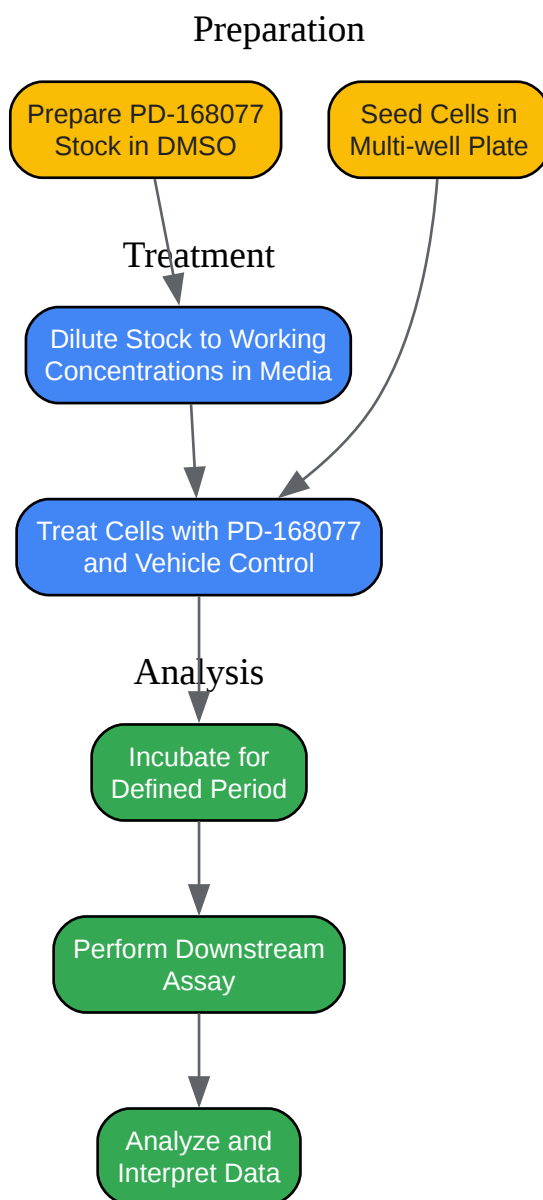 Preparation
Prepare PD-168077
Stock in DMSO
Seed Cells in
Multi-well Plate
Treatment
Dilute Stock to Working
Concentrations in Media
Treat Cells with PD-168077
and Vehicle Control
Analysis
Incubate for
Defined Period
Perform Downstream
Assay
Analyze and
Interpret Data